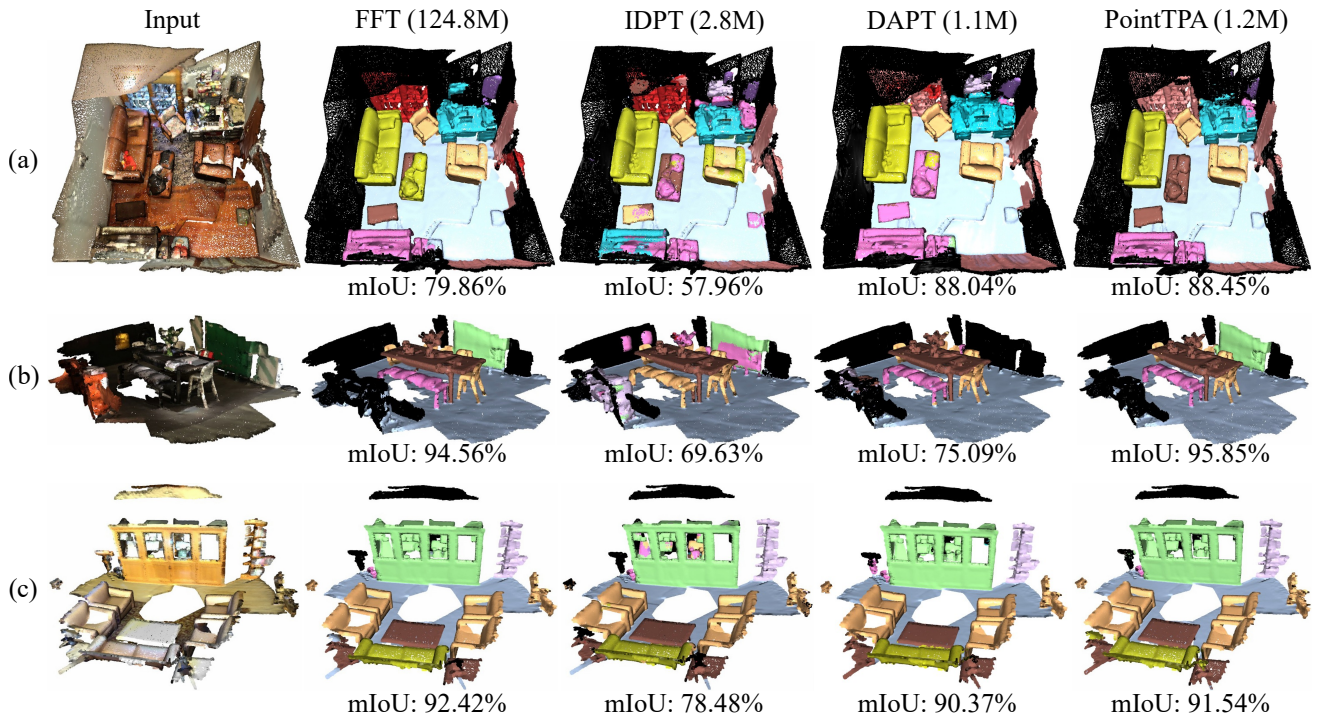 Input FFT (124.8M) IDPT (2.8M) DAPT (1.1M) PointTPA (1.2M)
(a)
mIoU: 79.86% mIoU: 57.96% mIoU: 88.04% mIoU: 88.45%
(b)
mIoU: 94.56% mIoU: 69.63% mIoU: 75.09% mIoU: 95.85%
(c)
mIoU: 92.42% mIoU: 78.48% mIoU: 90.37% mIoU: 91.54%